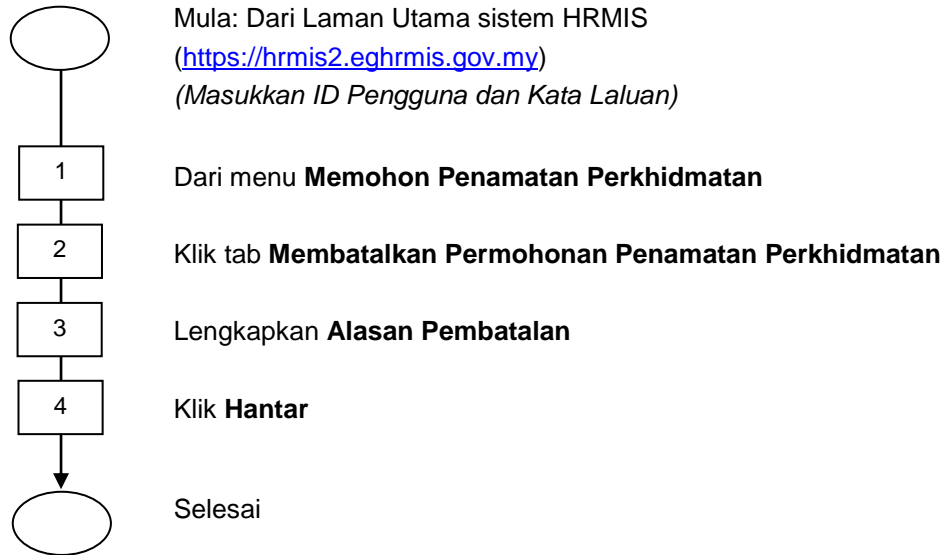 Mula: Dari Laman Utama sistem HRMIS
(https://hrmis2.eghrmis.gov.my)
(Masukkan ID Pengguna dan Kata Laluan)
1
Dari menu Memohon Penamatan Perkhidmatan
2
Klik tab Membatalkan Permohonan Penamatan Perkhidmatan
3
Lengkapkan Alasan Pembatalan
4
Klik Hantar
Selesai